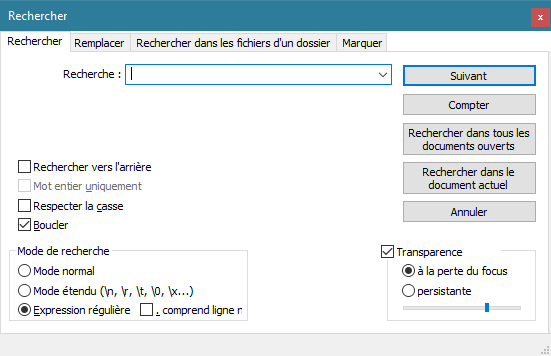 Rechercher
x
Rechercher Remplacer Rechercher dans les fichiers d'un dossier Marquer
Recherche :
Suivant
Compter
Rechercher dans tous les
documents ouverts
Rechercher dans le
document actuel
Annuler
Rechercher vers l'arrière
Mot entier uniquement
Respecter la casse
Boucler
Mode de recherche
Mode normal
Mode étendu (\n, \r, \t, \0, \x...)
Expression régulière . comprend ligne n
Transparence
à la perte du focus
persistante